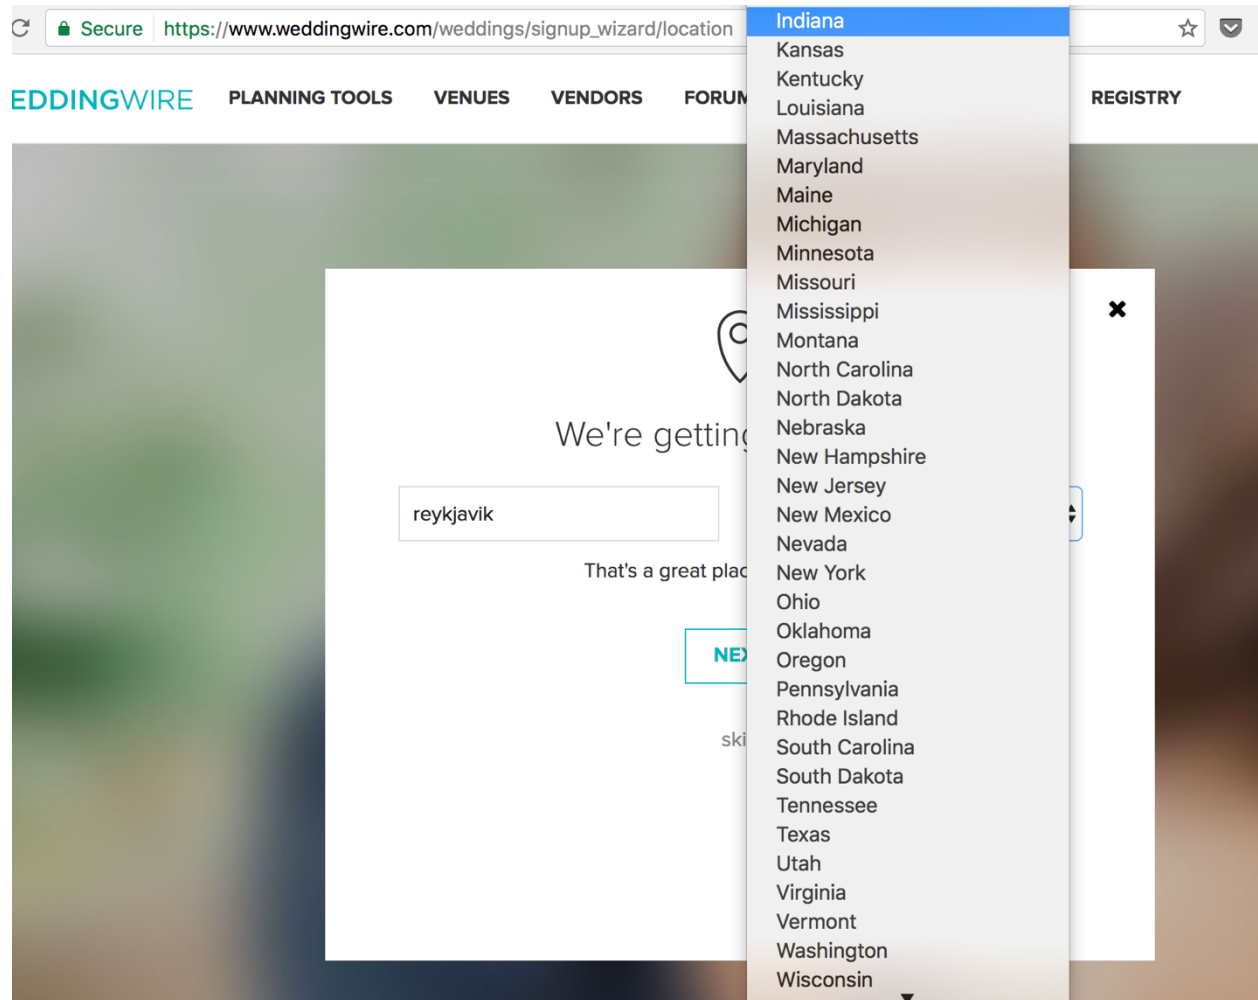 Secure https://www.weddingwire.com/weddings/signup_wizard/location
EDDINGWIRE PLANNING TOOLS VENUES VENDORS FORUM REGISTRY
We're getting
reykjavik
That's a great plac
NEX
ski
Indiana
Kansas
Kentucky
Louisiana
Massachusetts
Maryland
Maine
Michigan
Minnesota
Missouri
Mississippi
Montana
North Carolina
North Dakota
Nebraska
New Hampshire
New Jersey
New Mexico
Nevada
New York
Ohio
Oklahoma
Oregon
Pennsylvania
Rhode Island
South Carolina
South Dakota
Tennessee
Texas
Utah
Virginia
Vermont
Washington
Wisconsin